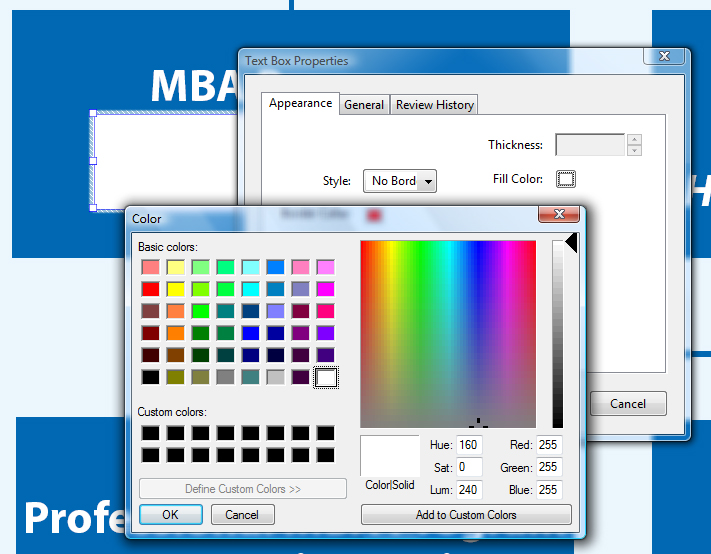 Text Box Properties
MBA
Appearance
General
Review History
Thickness:
Style:
No Bord
Fill Color:
Border Color
Color
Basic colors:
Custom colors:
Define Custom Colors >>
OK
Cancel
Color|Solid
Hue: 160
Sat: 0
Lum: 240
Red: 255
Green: 255
Blue: 255
Add to Custom Colors
Cancel
H
Profe